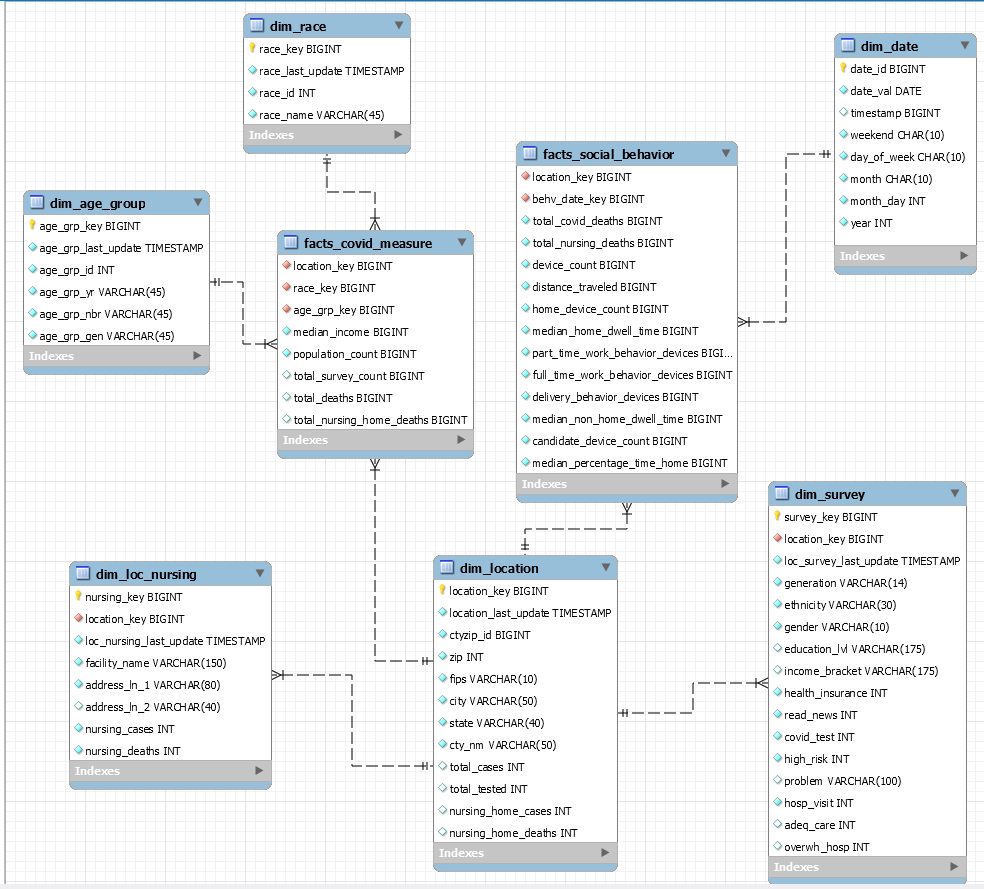 dim_race
race_key BIGINT
race_last_update TIMESTAMP
race_id INT
race_name VARCHAR(45)
Indexes
dim_date
date_id BIGINT
date_val DATE
timestamp BIGINT
weekend CHAR(10)
day_of_week CHAR(10)
month CHAR(10)
month_day INT
year INT
Indexes
dim_age_group
age_grp_key BIGINT
age_grp_last_update TIMESTAMP
age_grp_id INT
age_grp_yr VARCHAR(45)
age_grp_nbr VARCHAR(45)
age_grp_gen VARCHAR(45)
Indexes
facts_covid_measure
location_key BIGINT
race_key BIGINT
age_grp_key BIGINT
median_income BIGINT
population_count BIGINT
total_survey_count BIGINT
total_deaths BIGINT
total_nursing_home_deaths BIGINT
Indexes
facts_social_behavior
location_key BIGINT
behv_date_key BIGINT
total_covid_deaths BIGINT
total_nursing_deaths BIGINT
device_count BIGINT
distance_traveled BIGINT
home_device_count BIGINT
median_home_dwell_time BIGINT
part_time_work_behavior_devices BIGI...
full_time_work_behavior_devices BIGINT
delivery_behavior_devices BIGINT
median_non_home_dwell_time BIGINT
candidate_device_count BIGINT
median_percentage_time_home BIGINT
Indexes
dim_loc_nursing
nursing_key BIGINT
location_key BIGINT
loc_nursing_last_update TIMESTAMP
facility_name VARCHAR(150)
address_ln_1 VARCHAR(80)
address_ln_2 VARCHAR(40)
nursing_cases INT
nursing_deaths INT
Indexes
dim_location
location_key BIGINT
location_last_update TIMESTAMP
ctyzip_id BIGINT
zip INT
fips VARCHAR(10)
city VARCHAR(50)
state VARCHAR(40)
cty_nm VARCHAR(50)
total_cases INT
total_tested INT
nursing_home_cases INT
nursing_home_deaths INT
Indexes
dim_survey
survey_key BIGINT
location_key BIGINT
loc_survey_last_update TIMESTAMP
generation VARCHAR(14)
ethnicity VARCHAR(30)
gender VARCHAR(10)
education_lvl VARCHAR(175)
income_bracket VARCHAR(175)
health_insurance INT
read_news INT
covid_test INT
high_risk INT
problem VARCHAR(100)
hosp_visit INT
adeq_care INT
overwh_hosp INT
Indexes